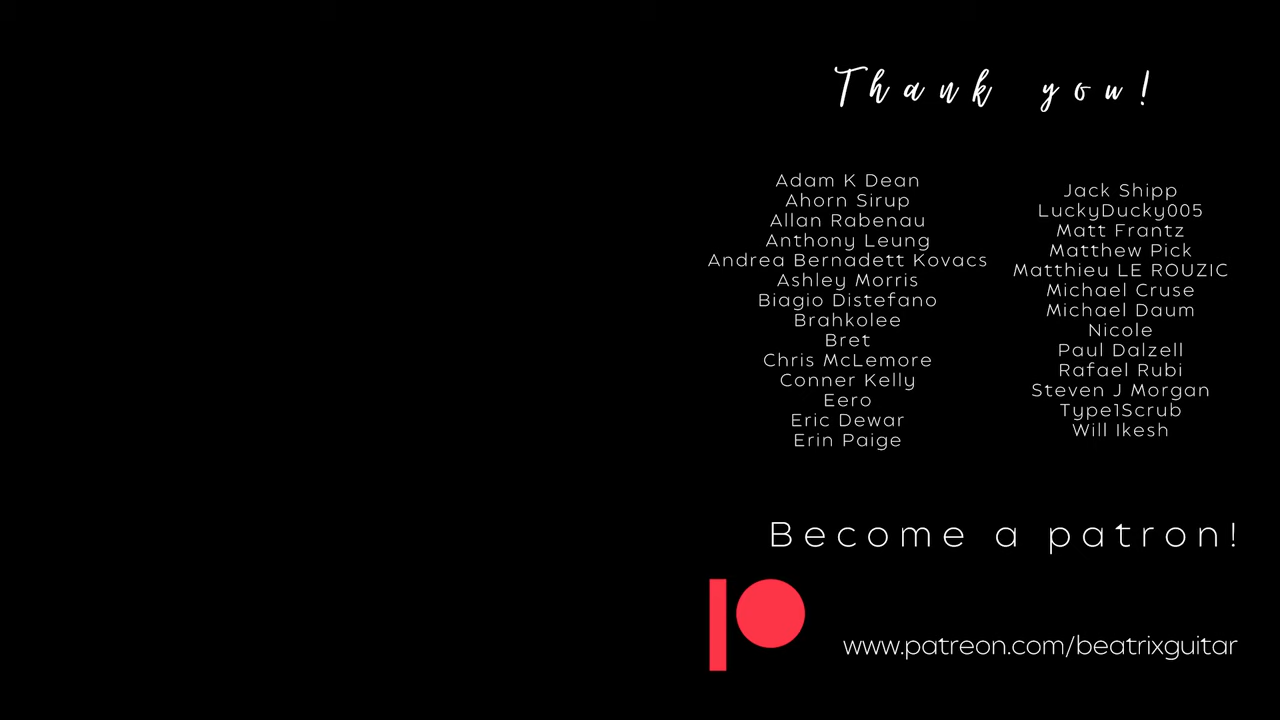 Thank you!
Adam K Dean
Ahorn Sirup
Allan Rabenau
Anthony Leung
Andrea Bernadett Kovacs
Ashley Morris
Biagio Distefano
Brahkolee
Bret
Chris McLemore
Conner Kelly
Eero
Eric Dewar
Erin Paige
Jack Shipp
LuckyDucky005
Matt Frantz
Matthew Pick
Matthieu LE ROUZIC
Michael Cruse
Michael Daum
Nicole
Paul Dalzell
Rafael Rubi
Steven J Morgan
Type1Scrub
Will Ikesh
Become a patron!
www.patreon.com/beatrixguitar